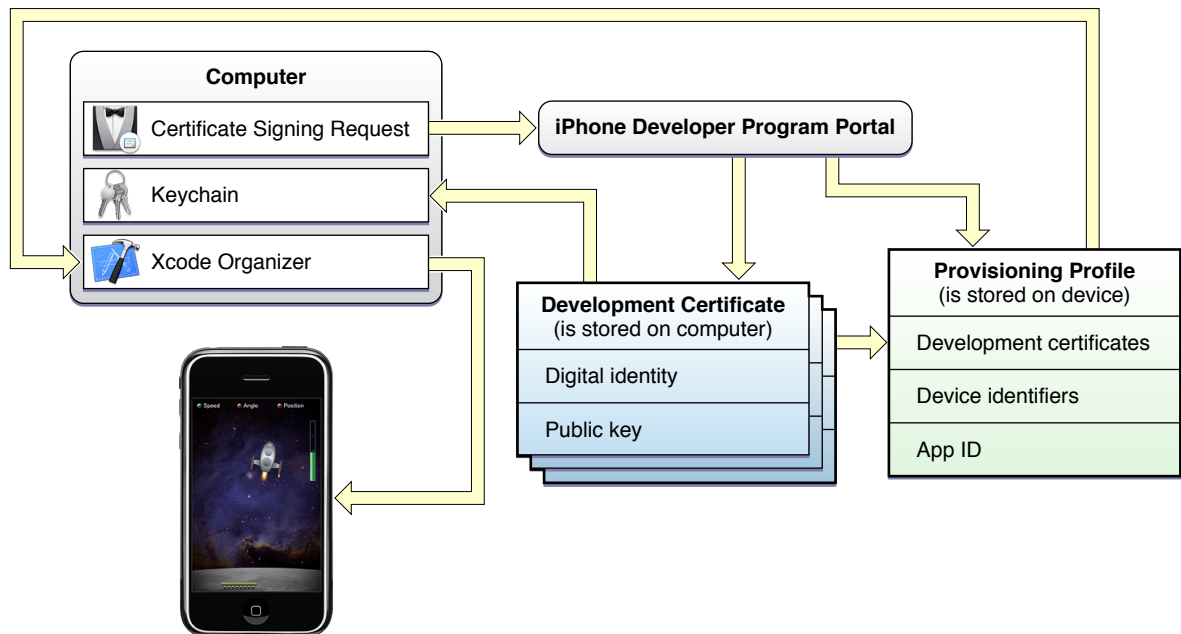 Computer
Certificate Signing Request
iPhone Developer Program Portal
Keychain
Xcode Organizer
Development Certificate
(is stored on computer)
Digital identity
Public key
Provisioning Profile
(is stored on device)
Development certificates
Device identifiers
App ID
Speed
Angle
Position